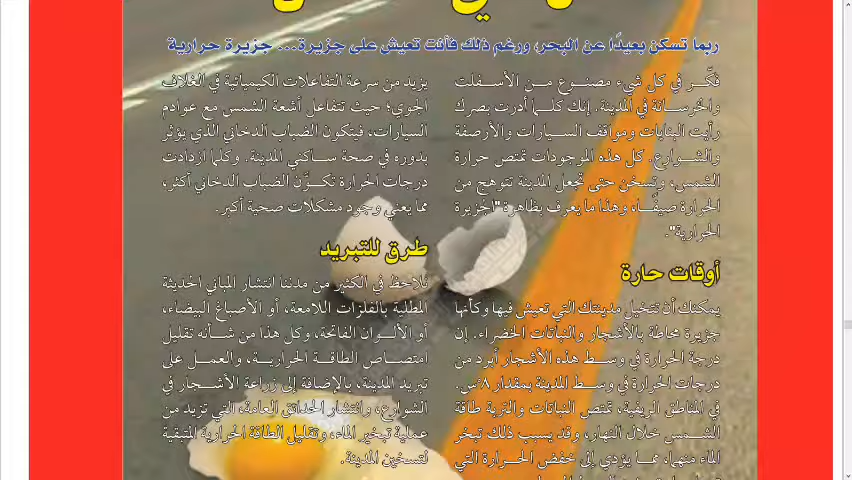 ربما تسكن بعيدًا عن البحر، ورغم ذلك فأنت تعيش على جزيرة... جزيرة حرارية
فكّر في كل شيء مصنوع من الأسفلت
والخرسانة في المدينة. إنك كلما أدرت بصرك
رأيت البنايات ومواقف السيارات والأرصفة
والشوارع. كل هذه الموجودات تمتص حرارة
الشمس، وتسخن حتى تجعل المدينة تتوهج من
الحرارة صيفًا، وهذا ما يعرف بظاهرة "الجزيرة
الحرارية".
أوقات حارة
يمكنك أن تتخيل مدينتك التي تعيش فيها وكأنها
جزيرة محاطة بالأشجار والنباتات الخضراء. إن
درجة الحرارة في وسط هذه الأشجار أبرد من
درجات الحرارة في وسط المدينة بمقدار ٨°س.
في المناطق الريفية، تمتص النباتات والتربة طاقة
الشمس خلال النهار، وقد يسبب ذلك تبخر
الماء منها، مما يؤدي إلى خفض الحرارة التي
يزيد من سرعة التفاعلات الكيميائية في الغلاف
الجوي؛ حيث تتفاعل أشعة الشمس مع عوادم
السيارات، فيتكون الضباب الدخاني الذي يؤثر
بدوره في صحة ساكني المدينة. وكلما ازدادت
درجات الحرارة تكوَّن الضباب الدخاني أكثر،
مما يعني وجود مشكلات صحية أكبر.
طرق للتبريد
نلاحظ في الكثير من مدننا انتشار المباني الحديثة
المطلية بالفلزات اللامعة، أو الأصباغ البيضاء،
أو الألوان الفاتحة، وكل هذا من شأنه تقليل
امتصاص الطاقة الحرارية، والعمل على
تبريد المدينة، بالإضافة إلى زراعة الأشجار في
الشوارع، وانتشار الحدائق العامة، التي تزيد من
عملية تبخير الماء، وتقليل الطاقة الحرارية المتبقية
لتسخين المدينة.